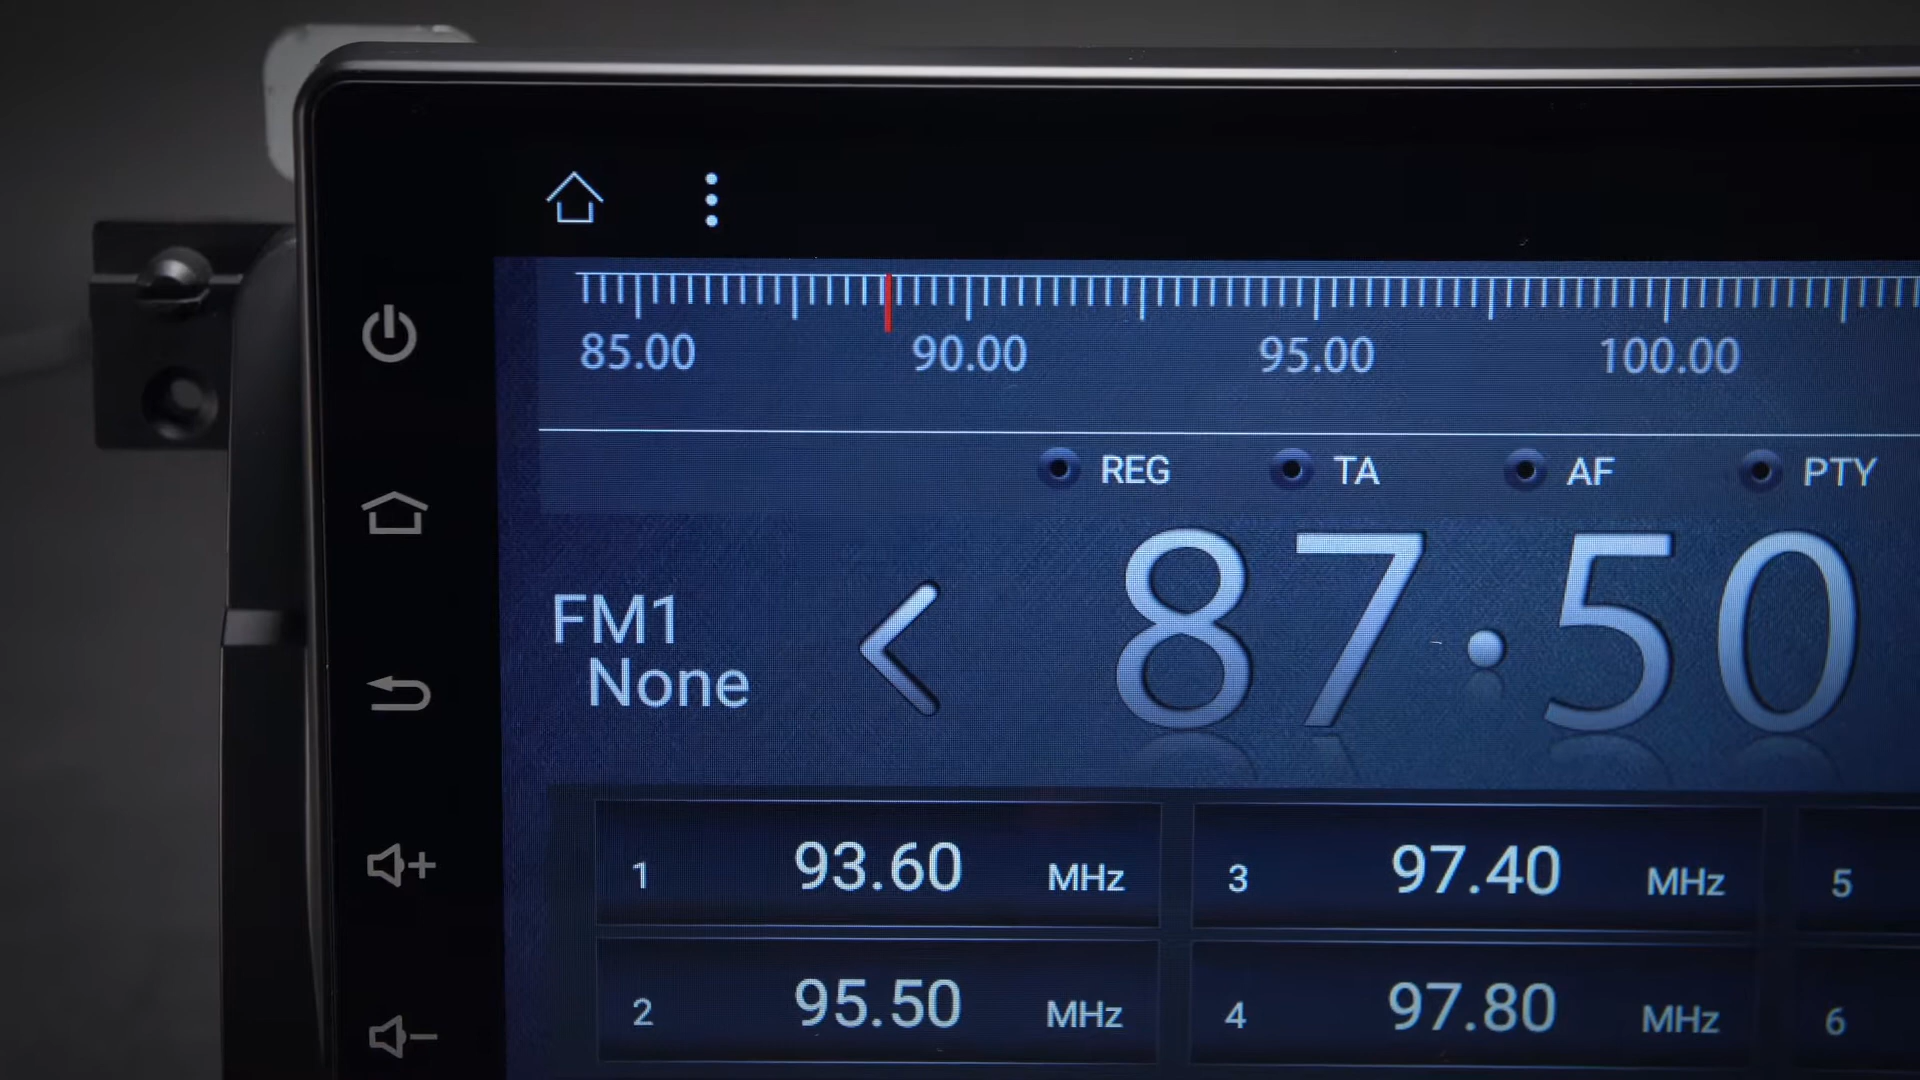 85.00 90.00 95.00 100.00
REG TA AF PTY
FM1
None
87.50
1 93.60 MHz 3 97.40 MHz 5
2 95.50 MHz 4 97.80 MHz 6